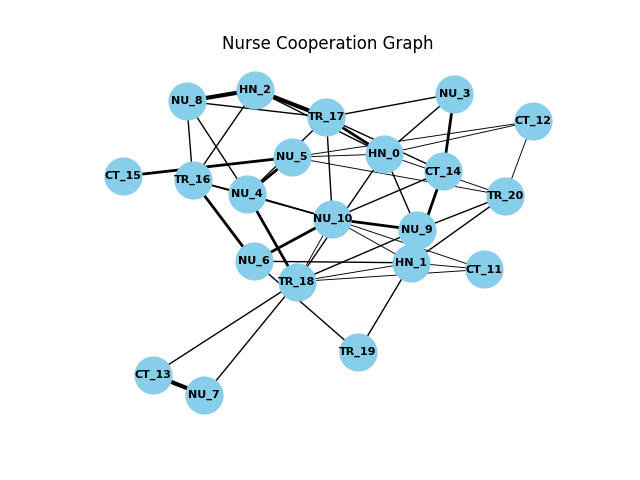 Nurse Cooperation Graph
HN_2
NU_3
NU_8
TR_17
CT_12
NU_5
HN_0
CT_14
CT_15
TR_16
NU_4
TR_20
NU_10
NU_9
NU_6
HN_1
CT_11
TR_18
TR_19
CT_13
NU_7